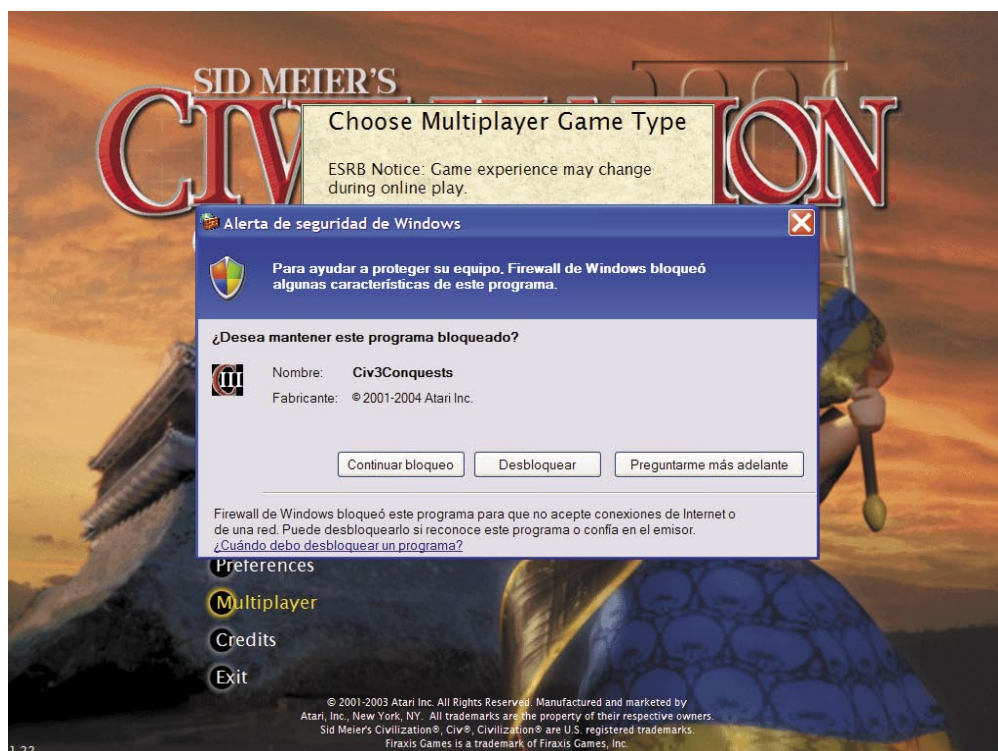 SID MEIER'S
CIVILIZATION
III
Choose Multiplayer Game Type
ESRB Notice: Game experience may change
during online play.
Alerta de seguridad de Windows
Para ayudar a proteger su equipo, Firewall de Windows bloqueó
algunas características de este programa.
¿Desea mantener este programa bloqueado?
III
Nombre: Civ3Conquests
Fabricante: © 2001-2004 Atari Inc.
Continuar bloqueo Desbloquear Preguntarme más adelante
Firewall de Windows bloqueó este programa para que no acepte conexiones de Internet o
de una red. Puede desbloquearlo si reconoce este programa o confía en el emisor.
¿Cuándo debo desbloquear un programa?
Preferences
Multiplayer
Credits
Exit
© 2001-2003 Atari Inc. All Rights Reserved. Manufactured and marketed by
Atari, Inc., New York, NY. All trademarks are the property of their respective owners.
Sid Meier's Civilization®, Civ®, Civilization® are U.S. registered trademarks.
Firaxis Games is a trademark of Firaxis Games, Inc.
1.22